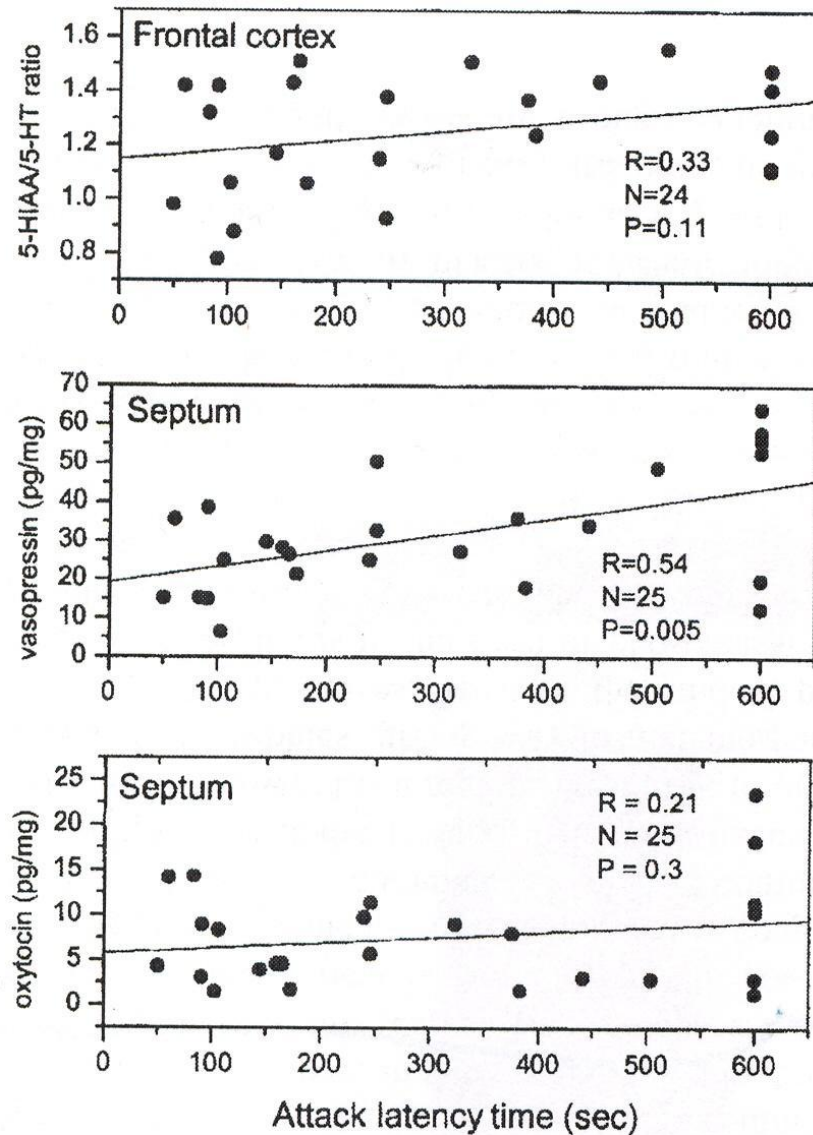 Frontal cortex
5-HIAA/5-HT ratio
1.6
1.4
1.2
1.0
0.8
R=0.33
N=24
P=0.11
0 100 200 300 400 500 600
Septum
vasopressin (pg/mg)
70
60
50
40
30
20
10
0
R=0.54
N=25
P=0.005
0 100 200 300 400 500 600
Septum
oxytocin (pg/mg)
25
20
15
10
5
0
R = 0.21
N = 25
P = 0.3
0 100 200 300 400 500 600
Attack latency time (sec)